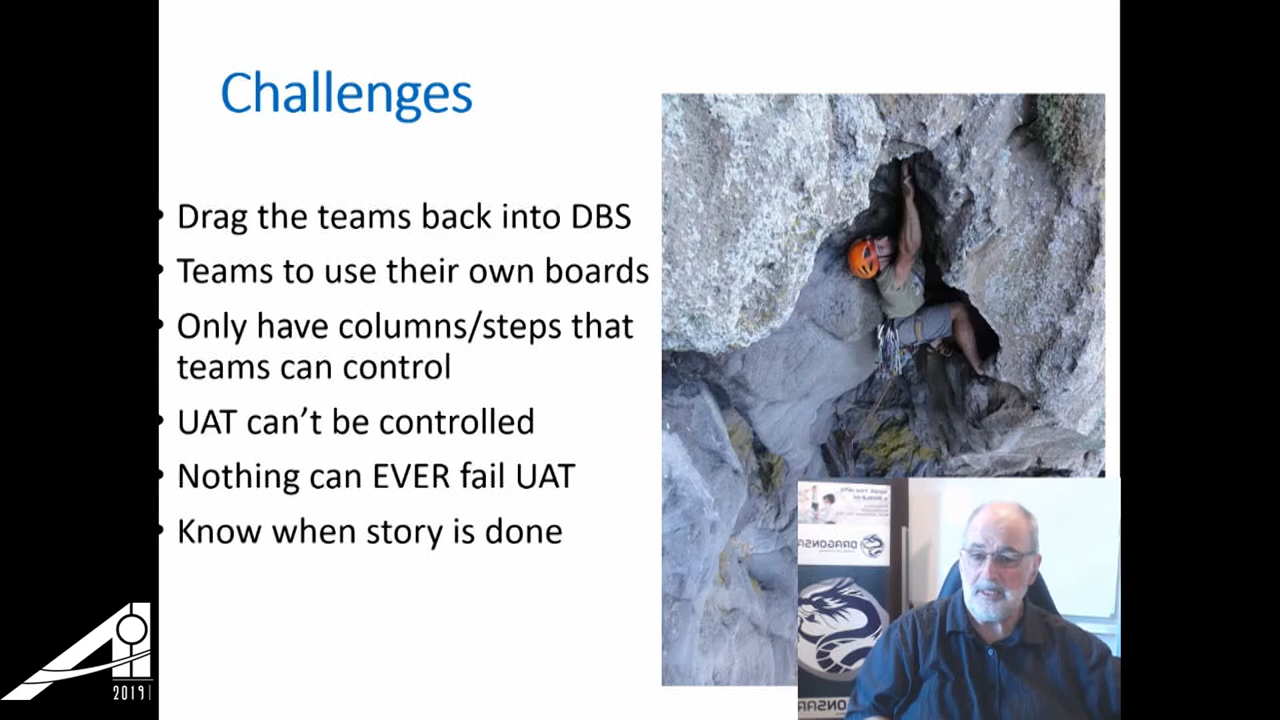 Challenges
• Drag the teams back into DBS
• Teams to use their own boards
• Only have columns/steps that
teams can control
• UAT can’t be controlled
• Nothing can EVER fail UAT
• Know when story is done
DRAGONSA
2019